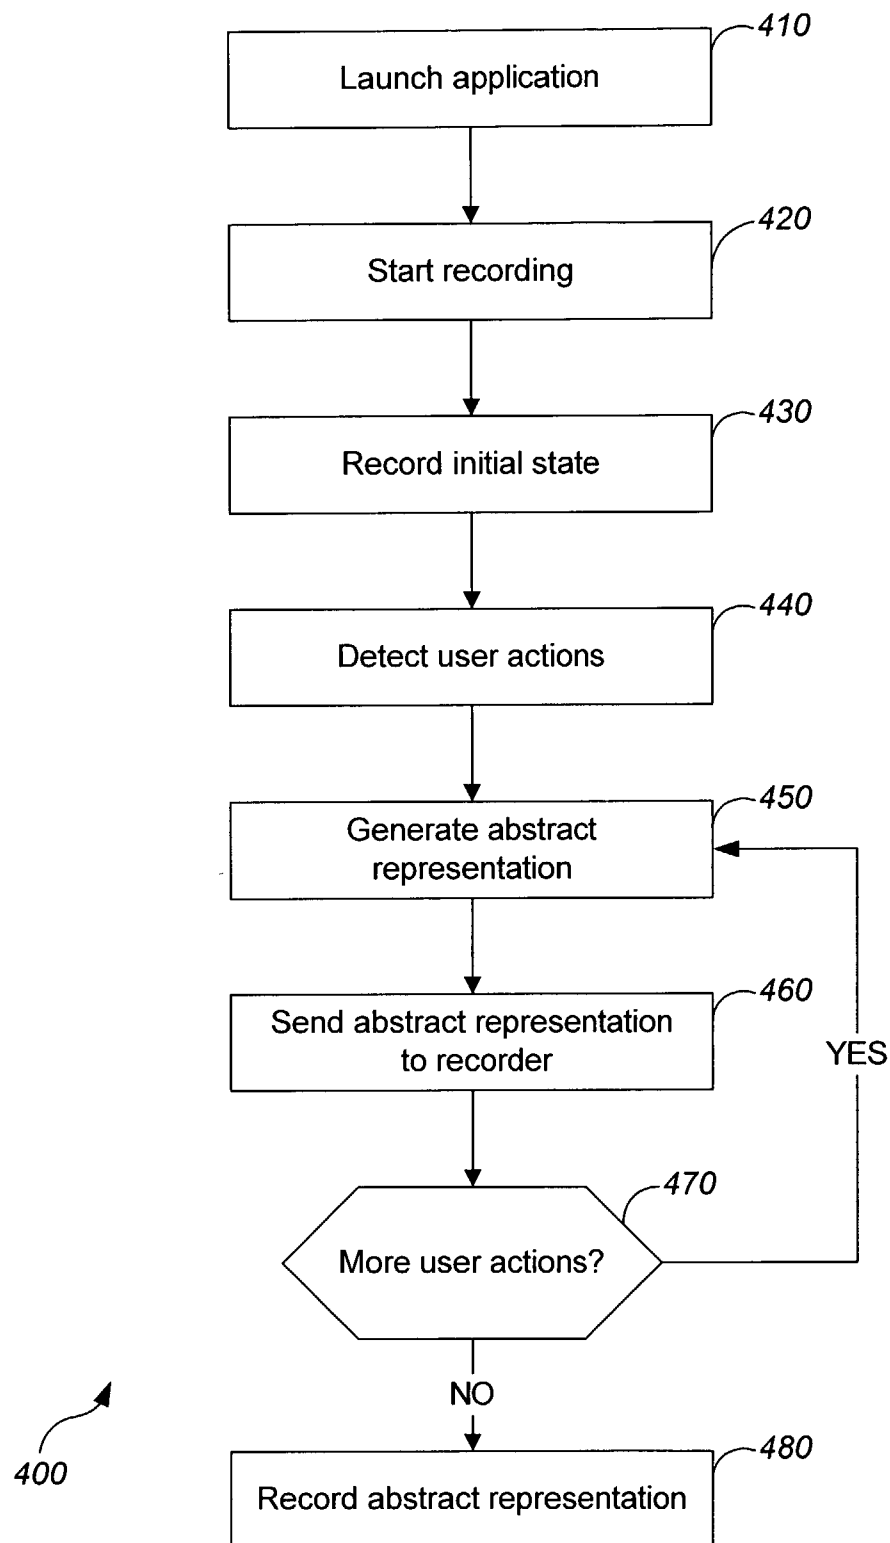 410
Launch application
420
Start recording
430
Record initial state
440
Detect user actions
450
Generate abstract
representation
460
Send abstract representation
to recorder
YES
470
More user actions?
NO
400
480
Record abstract representation